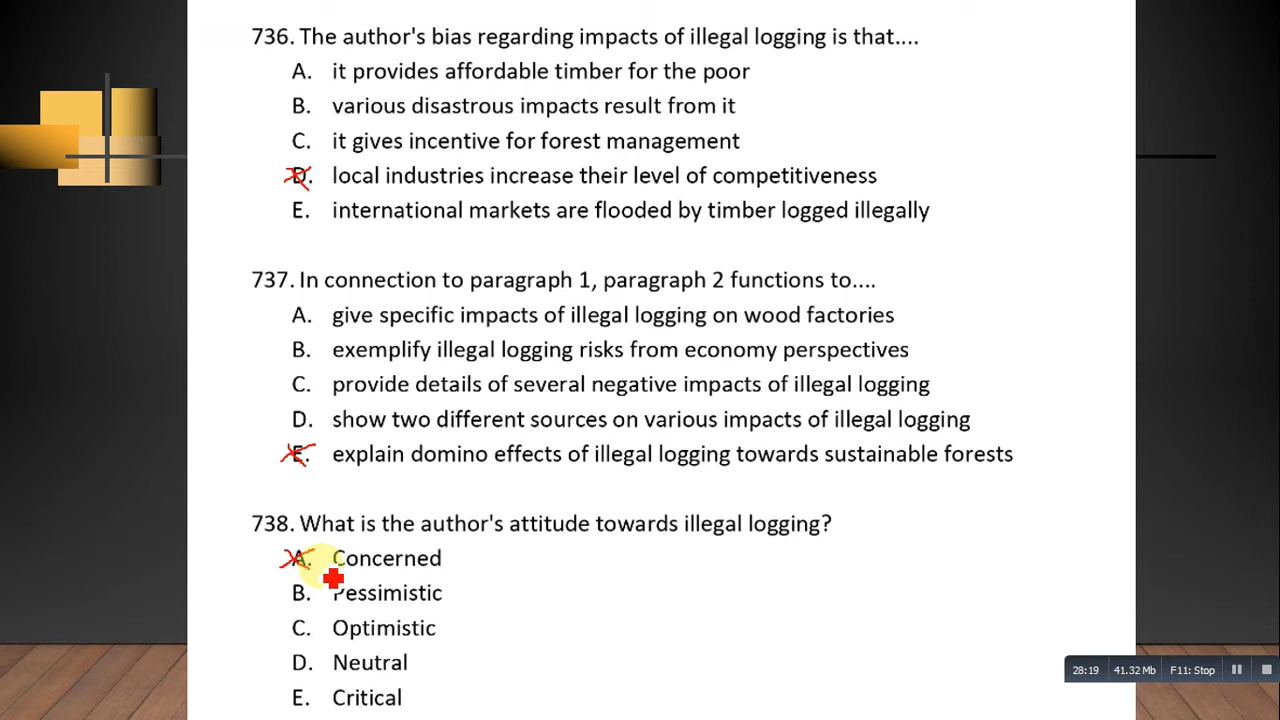 736. The author's bias regarding impacts of illegal logging is that....
A. it provides affordable timber for the poor
B. various disastrous impacts result from it
C. it gives incentive for forest management
D. local industries increase their level of competitiveness
E. international markets are flooded by timber logged illegally
737. In connection to paragraph 1, paragraph 2 functions to....
A. give specific impacts of illegal logging on wood factories
B. exemplify illegal logging risks from economy perspectives
C. provide details of several negative impacts of illegal logging
D. show two different sources on various impacts of illegal logging
E. explain domino effects of illegal logging towards sustainable forests
738. What is the author's attitude towards illegal logging?
A. Concerned
B. Pessimistic
C. Optimistic
D. Neutral
E. Critical
28:19 41.32 Mb F11: Stop